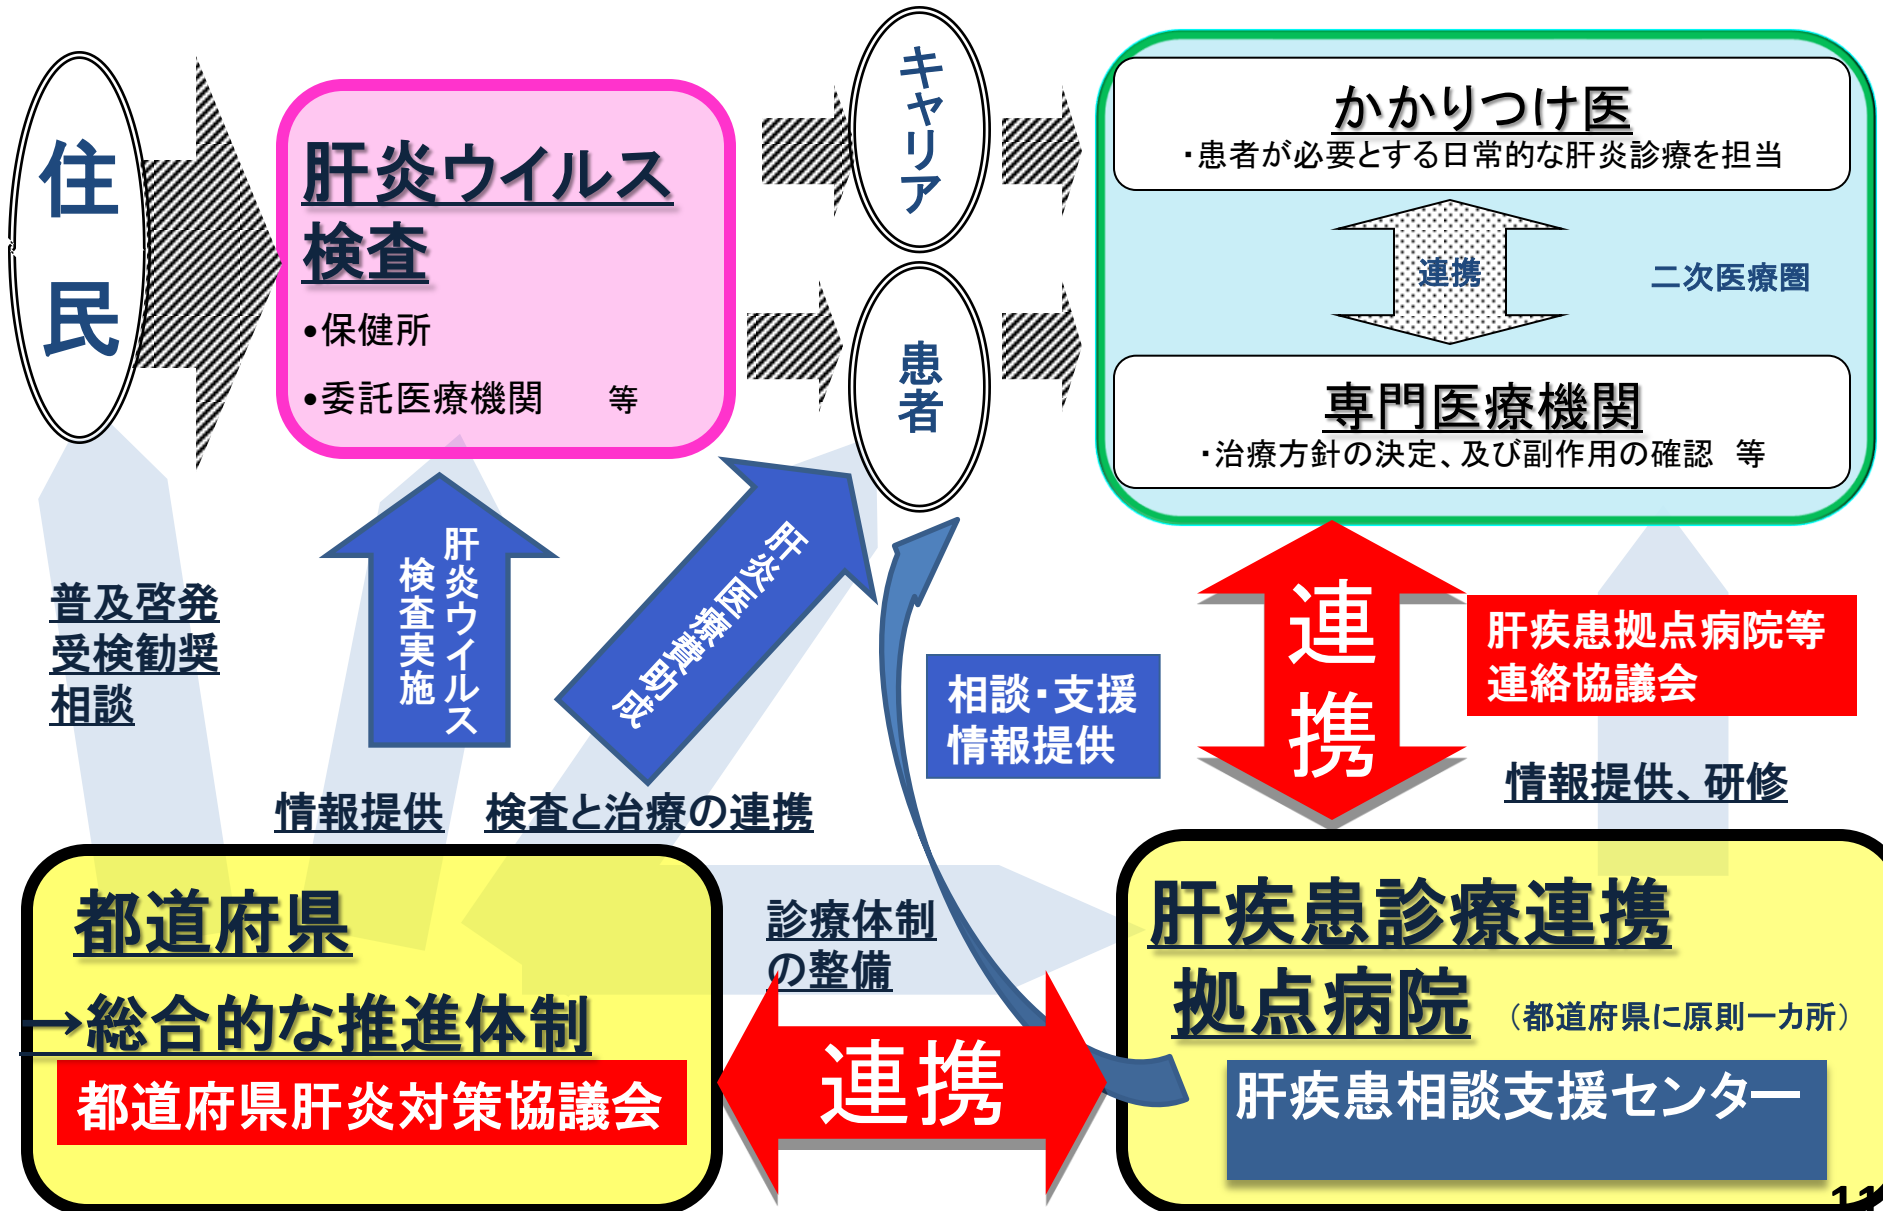 住民
肝炎ウイルス
検査
•保健所
•委託医療機関　　等
キャリア
患者
かかりつけ医
・患者が必要とする日常的な肝炎診療を担当
連携
二次医療圏
専門医療機関
・治療方針の決定、及び副作用の確認　等
普及啓発
受検勧奨
相談
肝炎ウイルス
検査実施
肝炎医療費助成
相談・支援
情報提供
連携
肝疾患拠点病院等
連絡協議会
情報提供、研修
情報提供
検査と治療の連携
都道府県
→総合的な推進体制
都道府県肝炎対策協議会
診療体制
の整備
連携
肝疾患診療連携
拠点病院 （都道府県に原則一カ所）
肝疾患相談支援センター
11